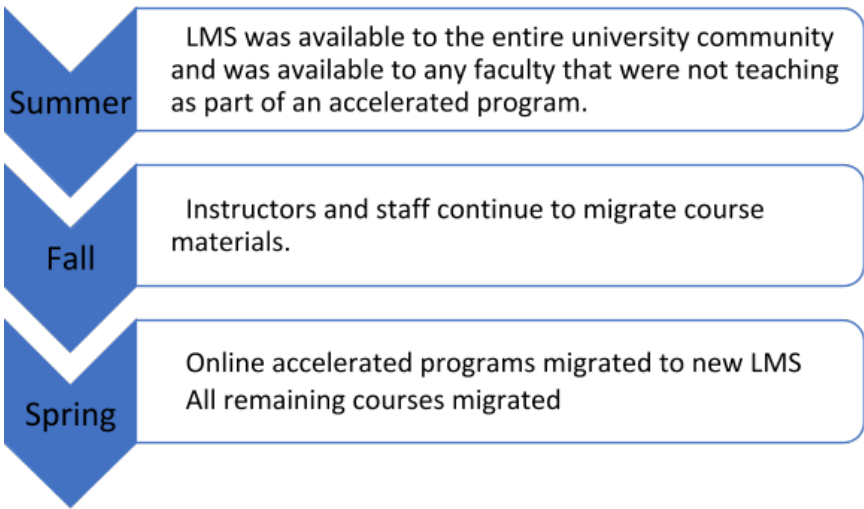 Summer
LMS was available to the entire university community
and was available to any faculty that were not teaching
as part of an accelerated program.
Fall
Instructors and staff continue to migrate course
materials.
Spring
Online accelerated programs migrated to new LMS
All remaining courses migrated